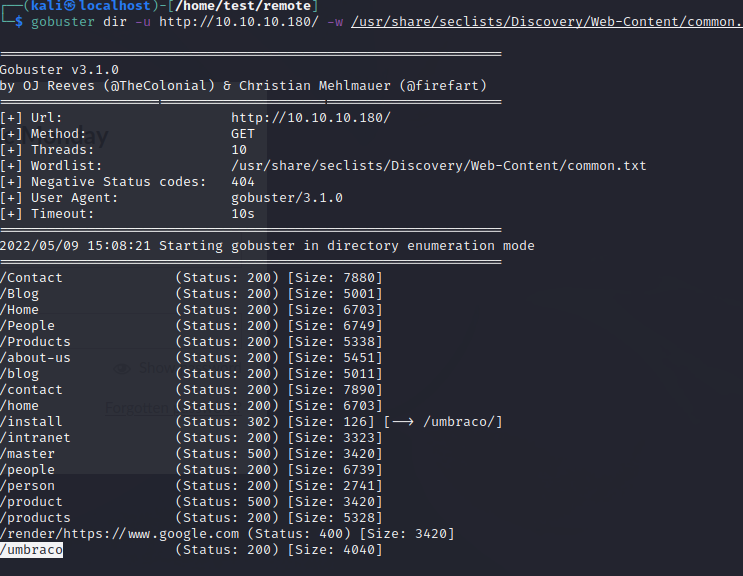 ┌──(kali㉿localhost)-[/home/test/remote]
└─$ gobuster dir -u http://10.10.10.180/ -w /usr/share/seclists/Discovery/Web-Content/common.
===============================================================
Gobuster v3.1.0
by OJ Reeves (@TheColonial) & Christian Mehlmauer (@firefart)
===============================================================
[+] Url: http://10.10.10.180/
[+] Method: GET
[+] Threads: 10
[+] Wordlist: /usr/share/seclists/Discovery/Web-Content/common.txt
[+] Negative Status codes: 404
[+] User Agent: gobuster/3.1.0
[+] Timeout: 10s
===============================================================
2022/05/09 15:08:21 Starting gobuster in directory enumeration mode
===============================================================
/Contact (Status: 200) [Size: 7880]
/Blog (Status: 200) [Size: 5001]
/Home (Status: 200) [Size: 6703]
/People (Status: 200) [Size: 6749]
/Products (Status: 200) [Size: 5338]
/about-us (Status: 200) [Size: 5451]
/blog (Status: 200) [Size: 5011]
/contact (Status: 200) [Size: 7890]
/home (Status: 200) [Size: 6703]
/install (Status: 302) [Size: 126] [--> /umbraco/]
/intranet (Status: 200) [Size: 3323]
/master (Status: 500) [Size: 3420]
/people (Status: 200) [Size: 6739]
/person (Status: 200) [Size: 2741]
/product (Status: 500) [Size: 3420]
/products (Status: 200) [Size: 5328]
/render/https://www.google.com (Status: 400) [Size: 3420]
/umbraco (Status: 200) [Size: 4040]